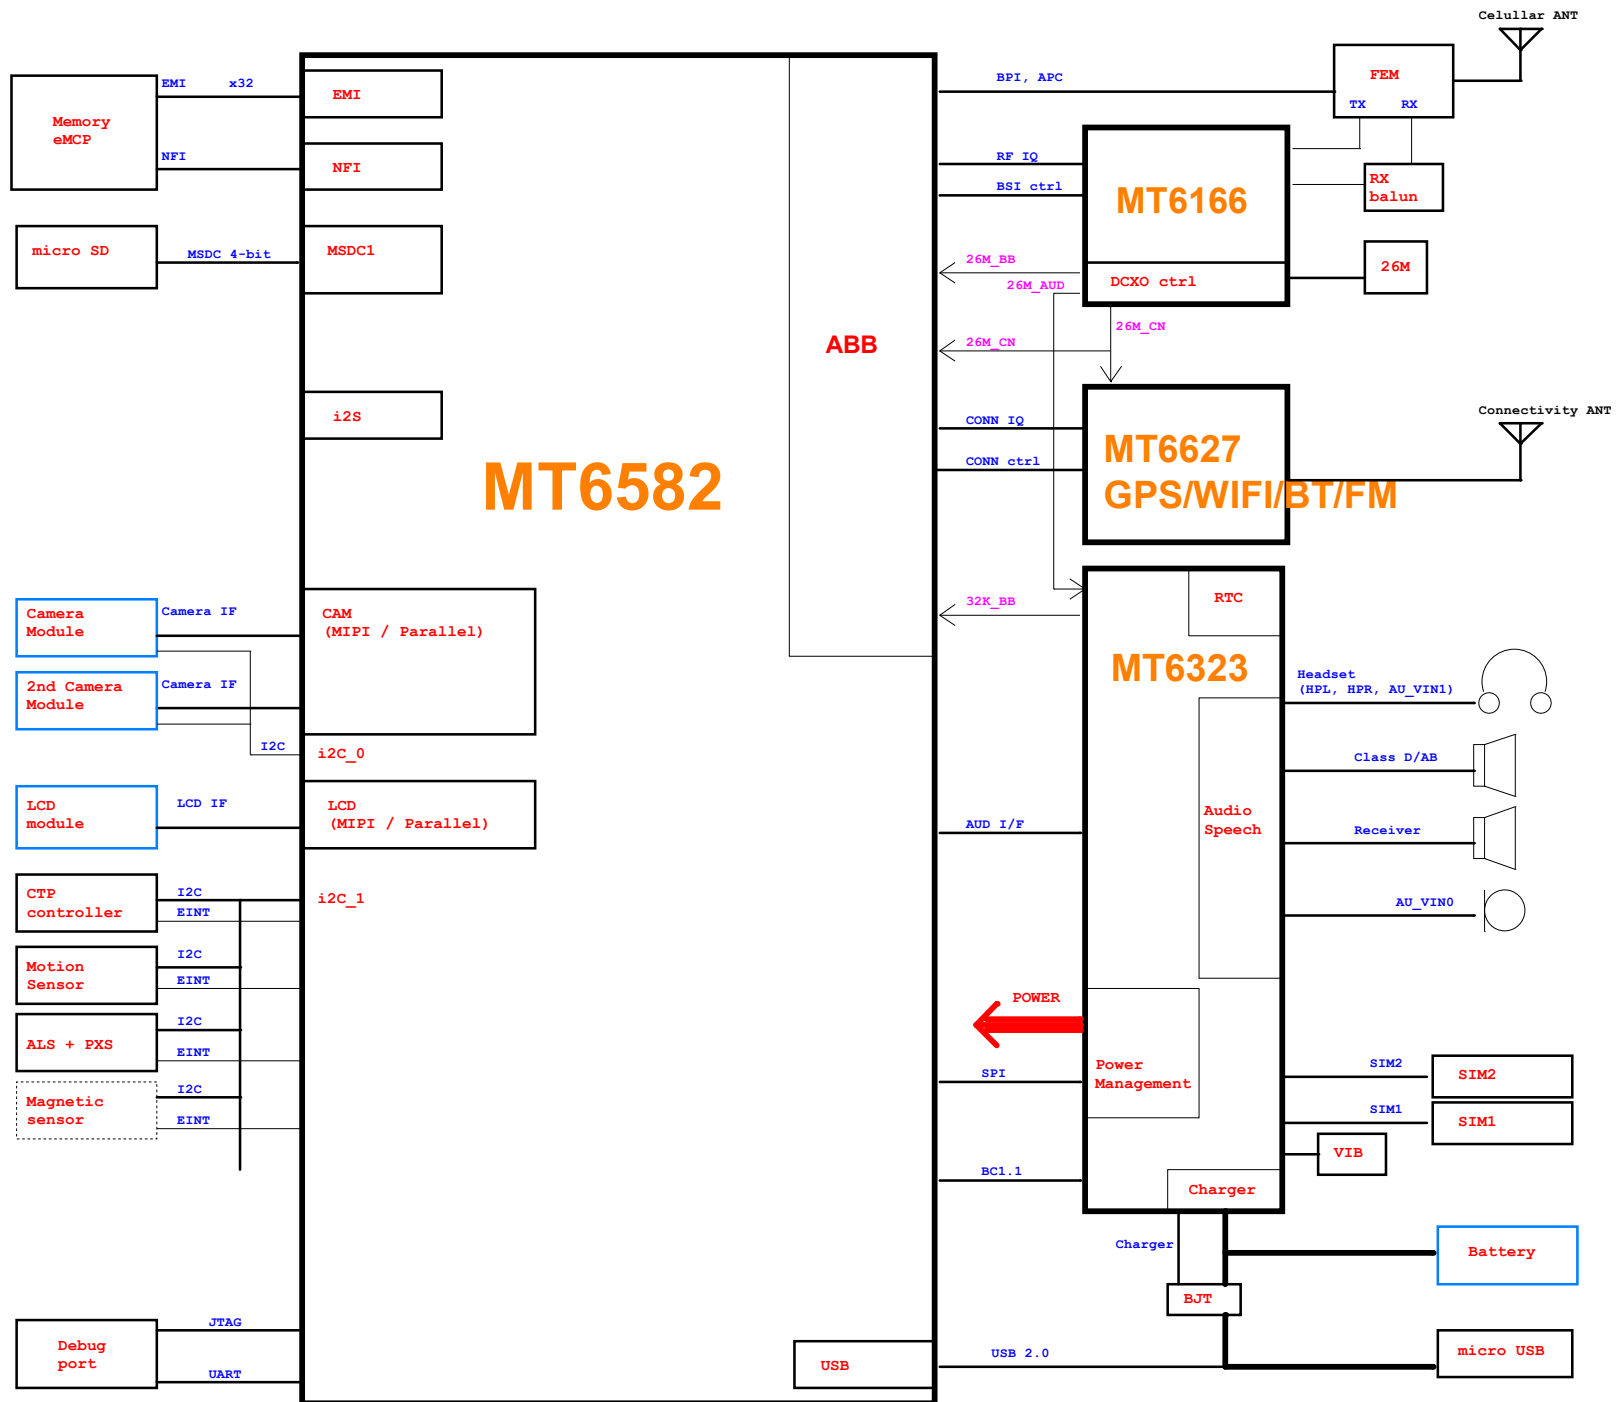 Celullar ANT
EMI x32
EMI
Memory
eMCP
NFI
NFI
BPI, APC
FEM
TX RX
RF IQ
BSI ctrl
MT6166
RX
balun
micro SD
MSDC 4-bit
MSDC1
26M_BB
26M_AUD
DCXO ctrl
26M
26M_CN
26M_CN
ABB
i2S
Connectivity ANT
CONN IQ
CONN ctrl
MT6627
GPS/WIFI/BT/FM
MT6582
Camera
Module
Camera IF
CAM
(MIPI / Parallel)
32K_BB
RTC
MT6323
2nd Camera
Module
Camera IF
I2C
i2C_0
Headset
(HPL, HPR, AU_VIN1)
Class D/AB
LCD
module
LCD IF
LCD
(MIPI / Parallel)
AUD I/F
Audio
Speech
Receiver
CTP
controller
I2C
EINT
i2C_1
AU_VIN0
Motion
Sensor
I2C
EINT
POWER
ALS + PXS
I2C
EINT
Power
Management
SPI
SIM2
SIM2
Magnetic
sensor
I2C
EINT
SIM1
SIM1
VIB
BC1.1
Charger
Charger
Battery
BJT
Debug
port
JTAG
UART
USB
USB 2.0
micro USB